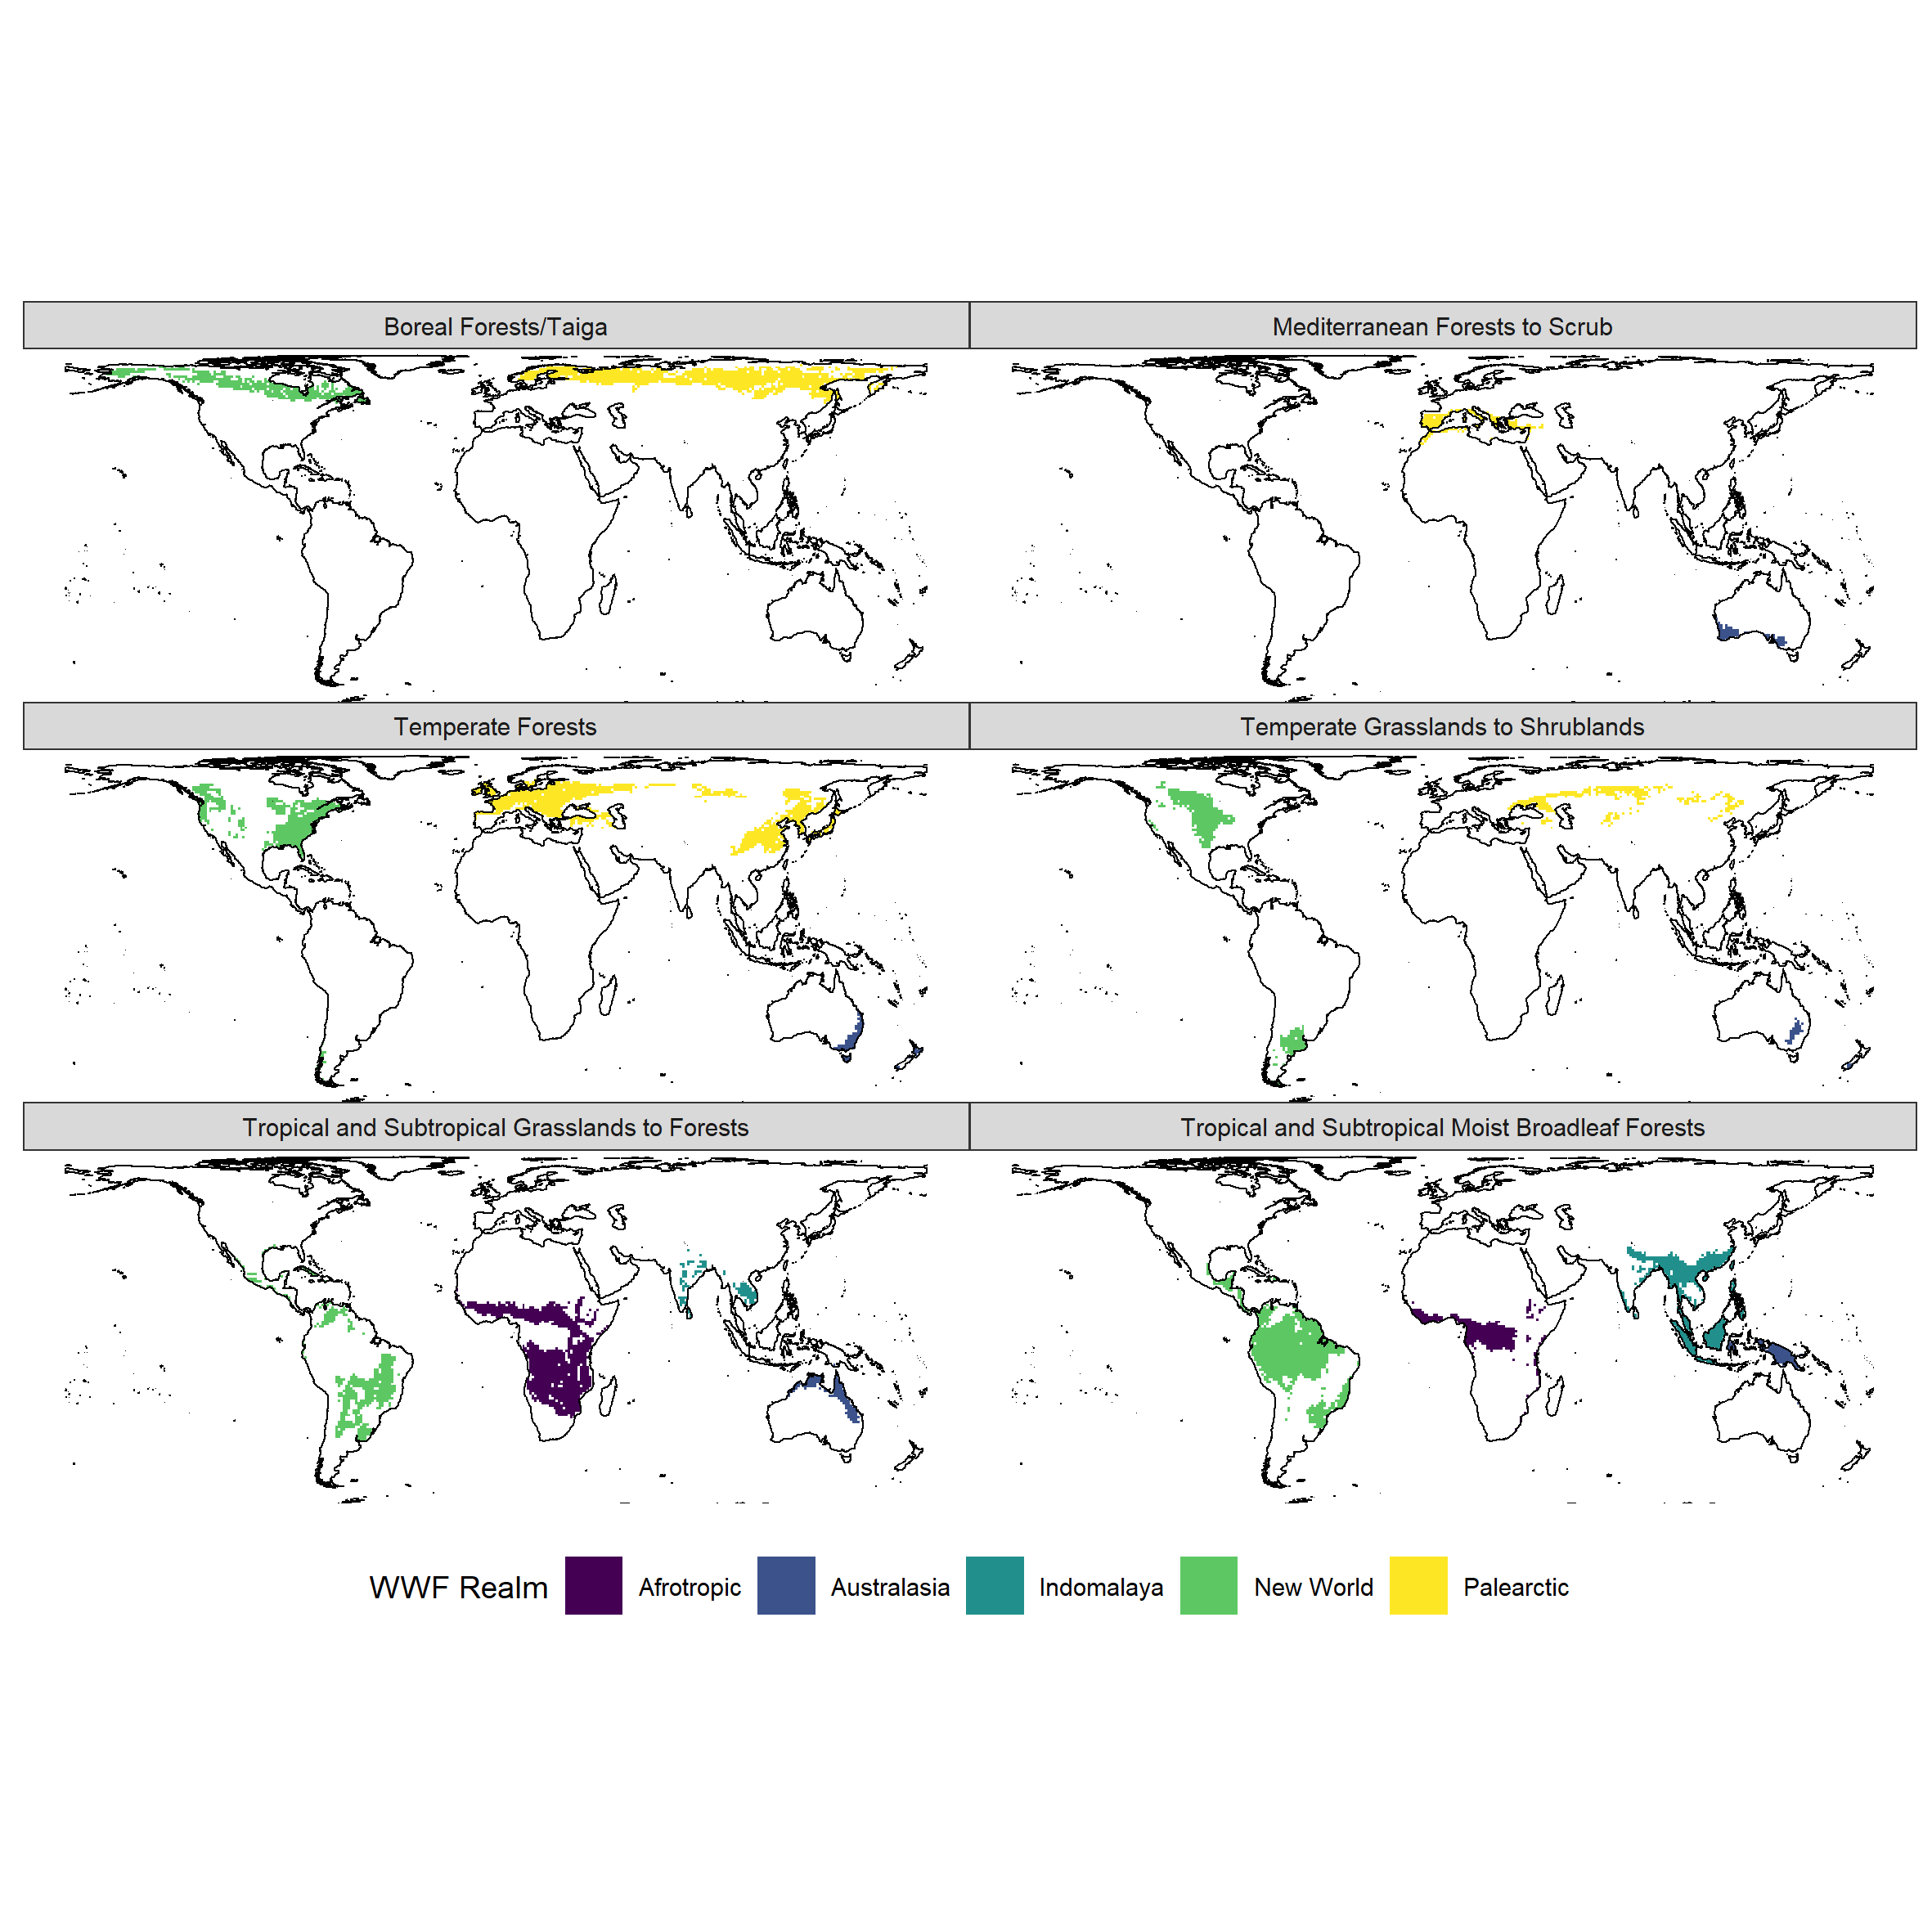 Boreal Forests/Taiga
Mediterranean Forests to Scrub
Temperate Forests
Temperate Grasslands to Shrublands
Tropical and Subtropical Grasslands to Forests
Tropical and Subtropical Moist Broadleaf Forests
WWF Realm Afrotropic Australasia Indomalaya New World Palearctic